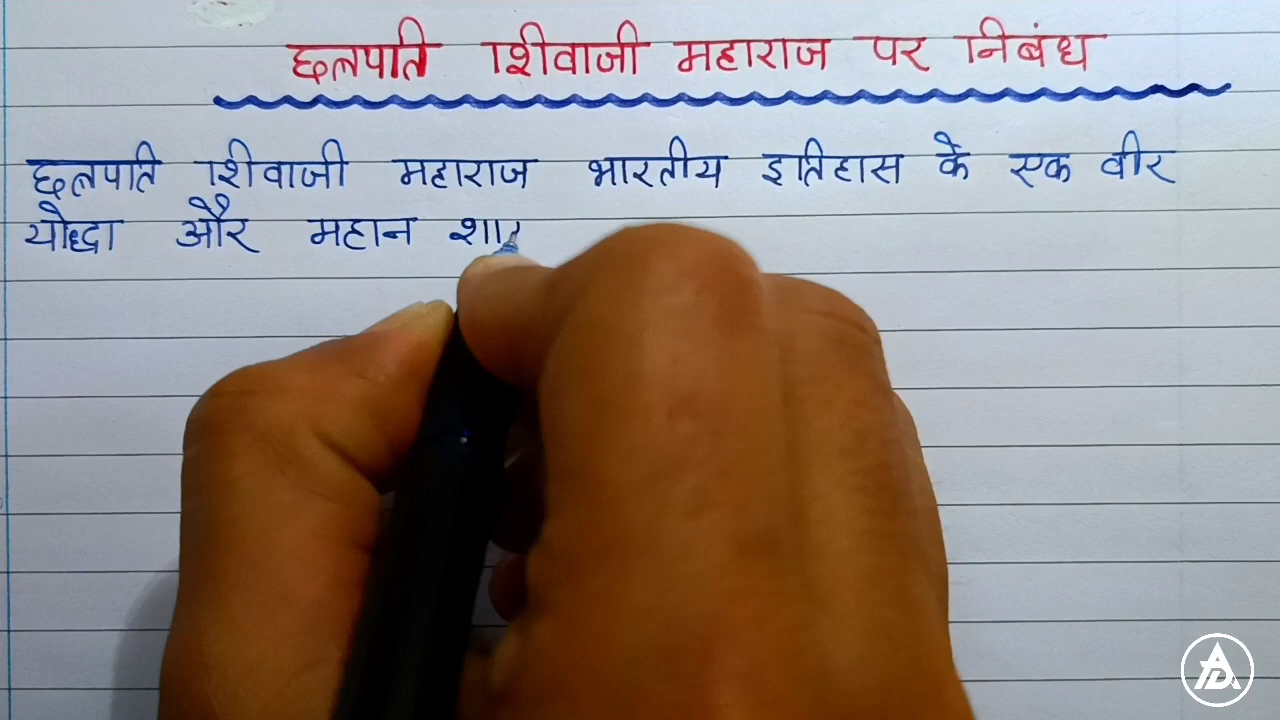 छत्रपति शिवाजी महाराज पर निबंध
छत्रपति शिवाजी महाराज भारतीय इतिहास के एक वीर
योद्धा और महान शा